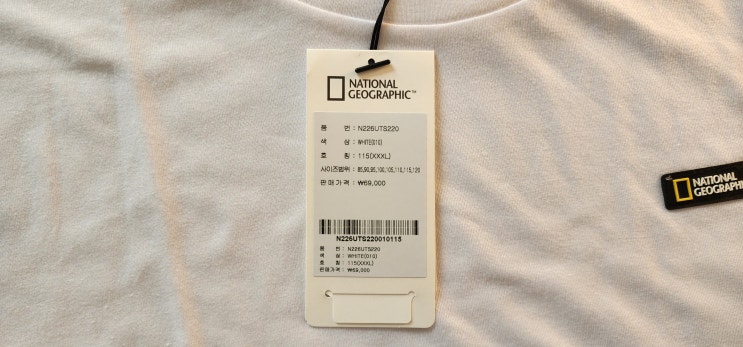 NATIONAL
GEOGRAPHIC™
품 번 : N226UTS220
색 상 : WHITE(010)
호 칭 : 115(XXXL)
사이즈범위 : 85,90,95,100,105,110,115,120
판매가격 : ₩69,000
N226UTS220010115
품 번 : N226UTS220
색 상 : WHITE(010)
호 칭 : 115(XXXL)
판매가격 : ₩69,000
NATIONAL
GEOGRAPHIC